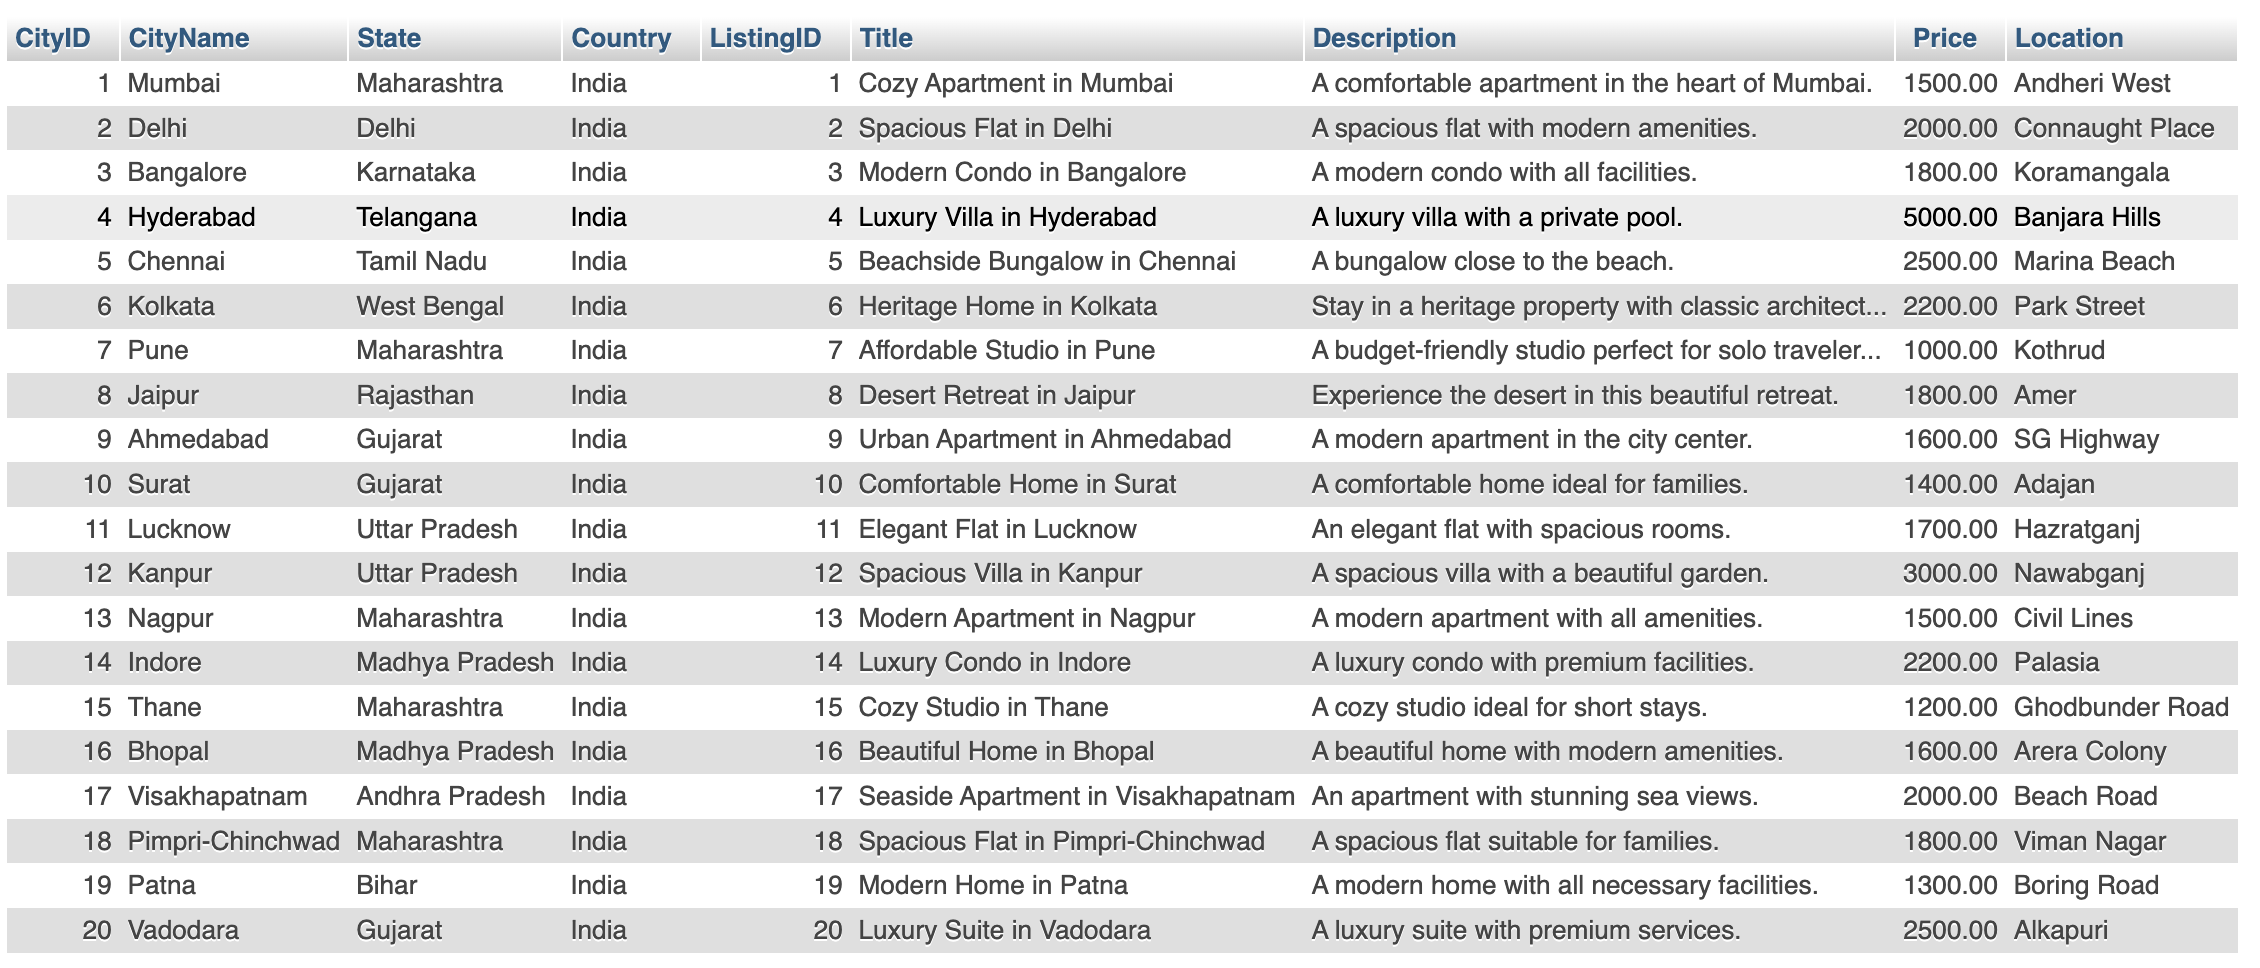 CityID CityName State Country ListingID Title Description Price Location
1 Mumbai Maharashtra India 1 Cozy Apartment in Mumbai A comfortable apartment in the heart of Mumbai. 1500.00 Andheri West
2 Delhi Delhi India 2 Spacious Flat in Delhi A spacious flat with modern amenities. 2000.00 Connaught Place
3 Bangalore Karnataka India 3 Modern Condo in Bangalore A modern condo with all facilities. 1800.00 Koramangala
4 Hyderabad Telangana India 4 Luxury Villa in Hyderabad A luxury villa with a private pool. 5000.00 Banjara Hills
5 Chennai Tamil Nadu India 5 Beachside Bungalow in Chennai A bungalow close to the beach. 2500.00 Marina Beach
6 Kolkata West Bengal India 6 Heritage Home in Kolkata Stay in a heritage property with classic architect... 2200.00 Park Street
7 Pune Maharashtra India 7 Affordable Studio in Pune A budget-friendly studio perfect for solo traveler... 1000.00 Kothrud
8 Jaipur Rajasthan India 8 Desert Retreat in Jaipur Experience the desert in this beautiful retreat. 1800.00 Amer
9 Ahmedabad Gujarat India 9 Urban Apartment in Ahmedabad A modern apartment in the city center. 1600.00 SG Highway
10 Surat Gujarat India 10 Comfortable Home in Surat A comfortable home ideal for families. 1400.00 Adajan
11 Lucknow Uttar Pradesh India 11 Elegant Flat in Lucknow An elegant flat with spacious rooms. 1700.00 Hazratganj
12 Kanpur Uttar Pradesh India 12 Spacious Villa in Kanpur A spacious villa with a beautiful garden. 3000.00 Nawabganj
13 Nagpur Maharashtra India 13 Modern Apartment in Nagpur A modern apartment with all amenities. 1500.00 Civil Lines
14 Indore Madhya Pradesh India 14 Luxury Condo in Indore A luxury condo with premium facilities. 2200.00 Palasia
15 Thane Maharashtra India 15 Cozy Studio in Thane A cozy studio ideal for short stays. 1200.00 Ghodbunder Road
16 Bhopal Madhya Pradesh India 16 Beautiful Home in Bhopal A beautiful home with modern amenities. 1600.00 Arera Colony
17 Visakhapatnam Andhra Pradesh India 17 Seaside Apartment in Visakhapatnam An apartment with stunning sea views. 2000.00 Beach Road
18 Pimpri-Chinchwad Maharashtra India 18 Spacious Flat in Pimpri-Chinchwad A spacious flat suitable for families. 1800.00 Viman Nagar
19 Patna Bihar India 19 Modern Home in Patna A modern home with all necessary facilities. 1300.00 Boring Road
20 Vadodara Gujarat India 20 Luxury Suite in Vadodara A luxury suite with premium services. 2500.00 Alkapuri